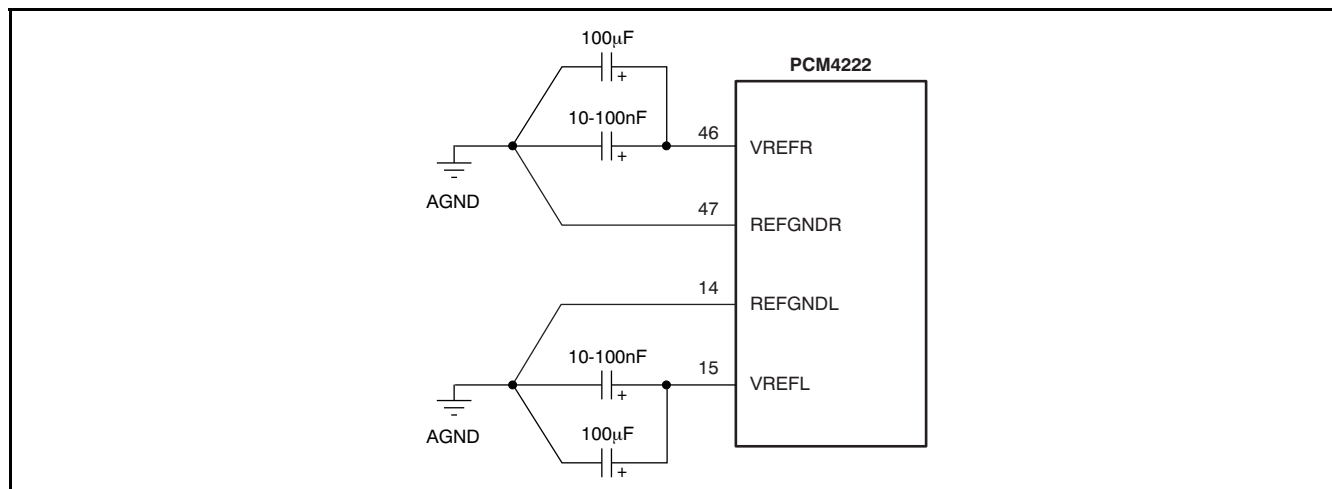 100μF
+
PCM4222
10-100nF
+
46
VREFR
AGND
47
REFGNDR
14
REFGNDL
10-100nF
+
15
VREFL
AGND
100μF
+